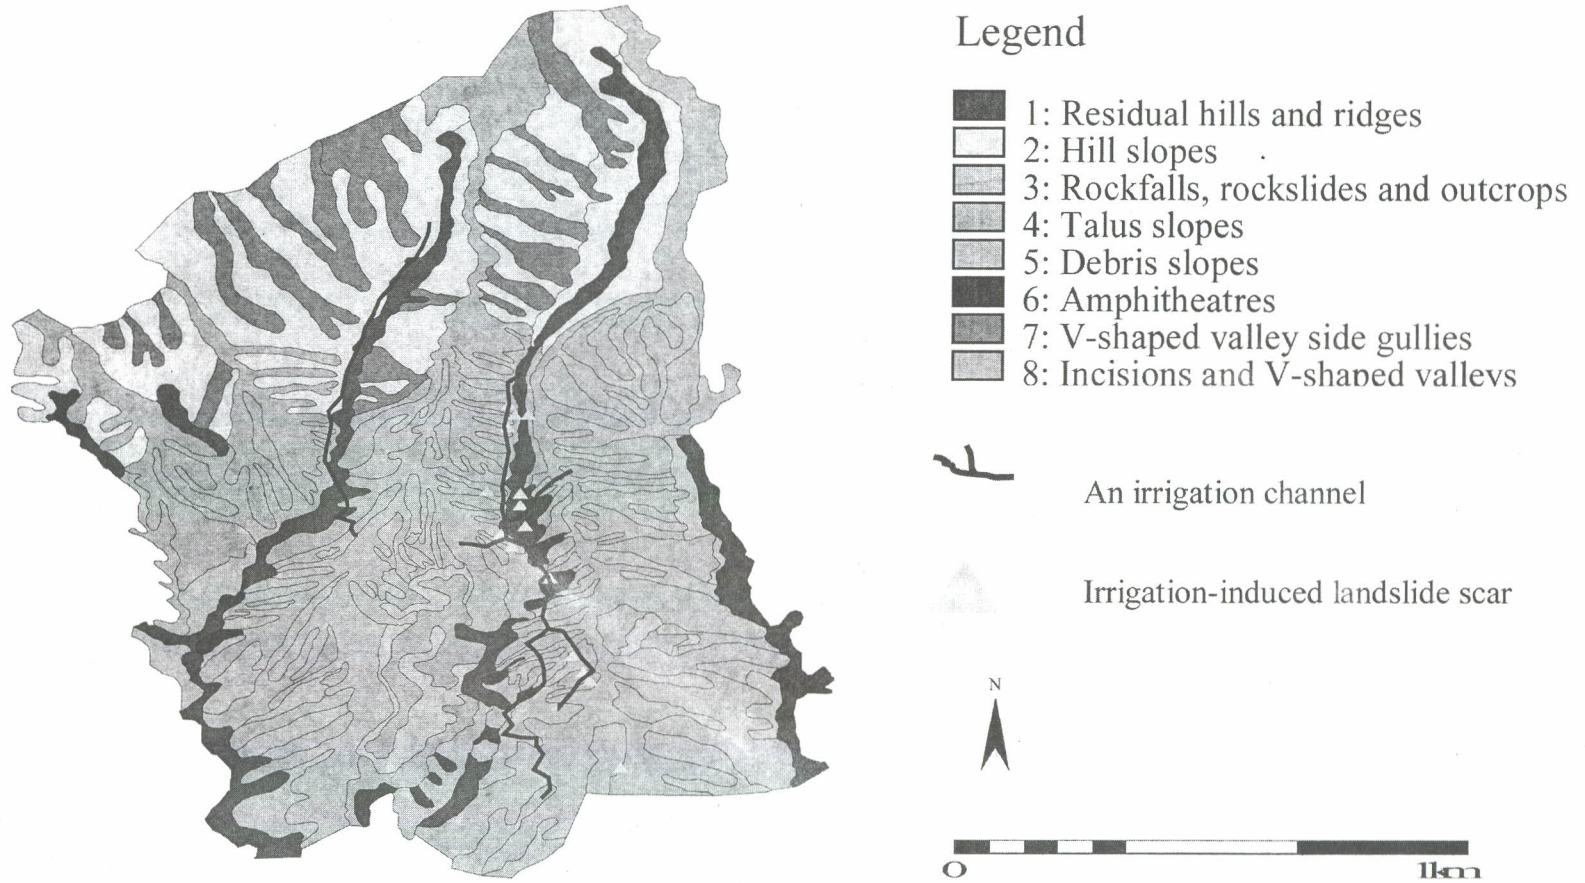 Legend
1: Residual hills and ridges
2: Hill slopes
3: Rockfalls, rockslides and outcrops
4: Talus slopes
5: Debris slopes
6: Amphitheatres
7: V-shaped valley side gullies
8: Incisions and V-shaped valleys
An irrigation channel
Irrigation-induced landslide scar
N
0 1km